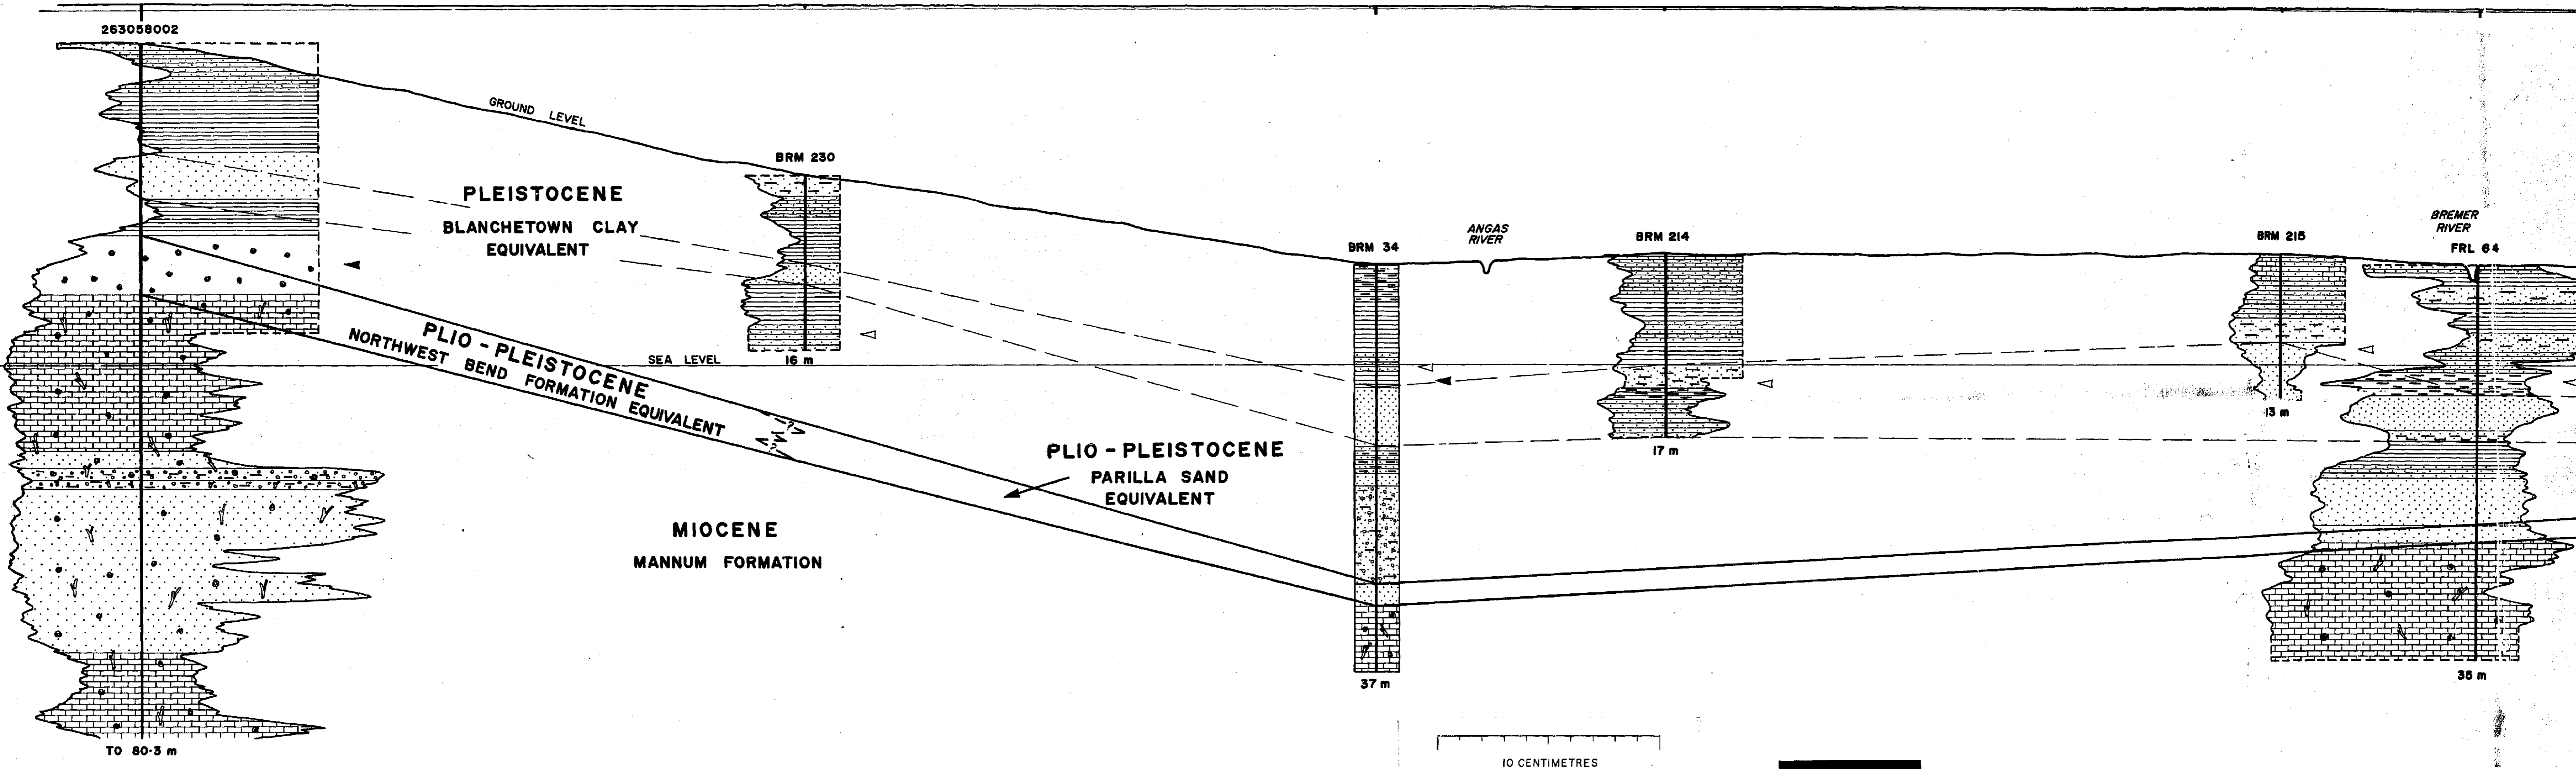 263058002
GROUND LEVEL
BRM 230
PLEISTOCENE
BLANCHETOWN CLAY
EQUIVALENT
BRM 34
ANGAS
RIVER
BRM 214
BRM 215
BREMER
RIVER
FRL 64
PLIO - PLEISTOCENE
NORTHWEST BEND FORMATION EQUIVALENT
SEA LEVEL
16 m
?
?
PLIO - PLEISTOCENE
PARILLA SAND
EQUIVALENT
MIOCENE
MANNUM FORMATION
17 m
13 m
37 m
35 m
TO 80·3 m
10 CENTIMETRES